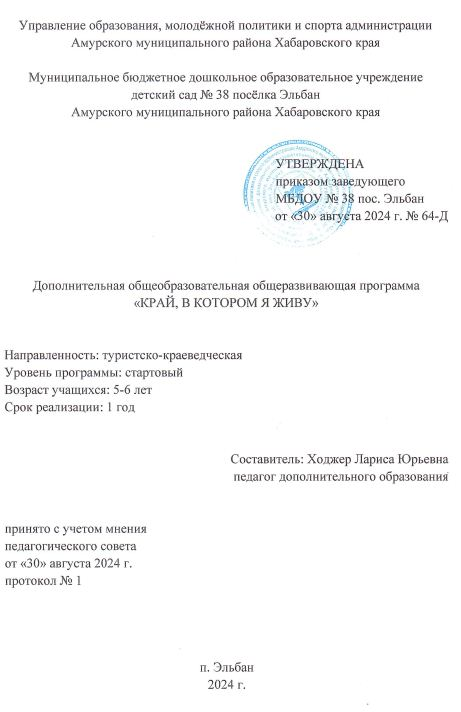 Управление образования, молодёжной политики и спорта администрации
Амурского муниципального района Хабаровского края
Муниципальное бюджетное дошкольное образовательное учреждение
детский сад № 38 посёлка Эльбан
Амурского муниципального района Хабаровского края
УТВЕРЖДЕНА
приказом заведующего
МБДОУ № 38 пос. Эльбан
от «30» августа 2024 г. № 64-Д
Дополнительная общеобразовательная общеразвивающая программа
«КРАЙ, В КОТОРОМ Я ЖИВУ»
Направленность: туристско-краеведческая
Уровень программы: стартовый
Возраст учащихся: 5-6 лет
Срок реализации: 1 год
Составитель: Ходжер Лариса Юрьевна
педагог дополнительного образования
принято с учетом мнения
педагогического совета
от «30» августа 2024 г.
протокол № 1
п. Эльбан
2024 г.